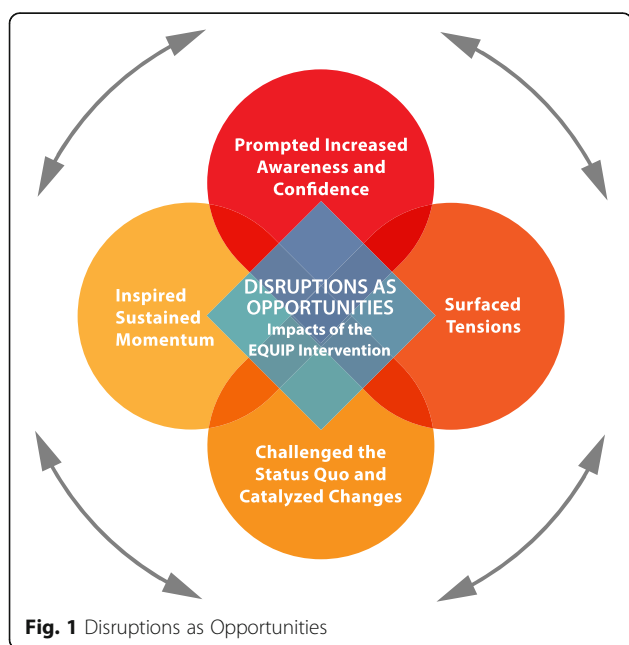 Prompted Increased
Awareness and
Confidence
Inspired
Sustained
Momentum
DISRUPTIONS AS
OPPORTUNITIES
Impacts of the
EQUIP Intervention
Surfaced
Tensions
Challenged the
Status Quo and
Catalyzed Changes
Fig. 1 Disruptions as Opportunities